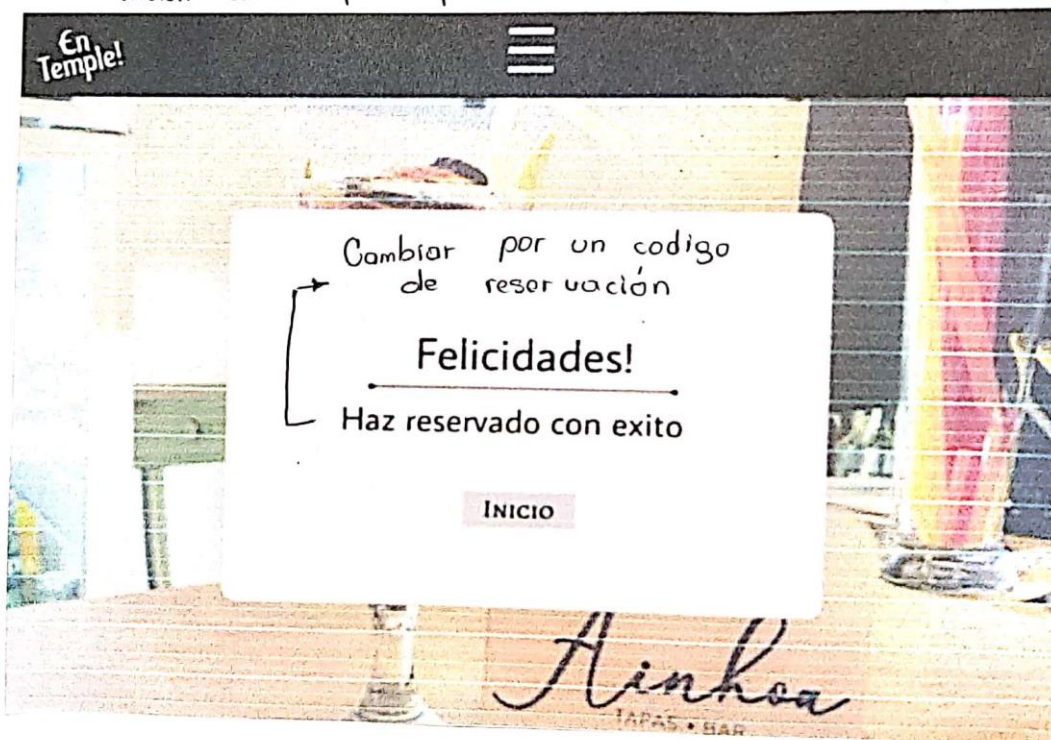 En
Temple!
Cambiar por un codigo
de reservación
Felicidades!
Haz reservado con exito
INICIO
Ainhoa
TAPAS • BAR